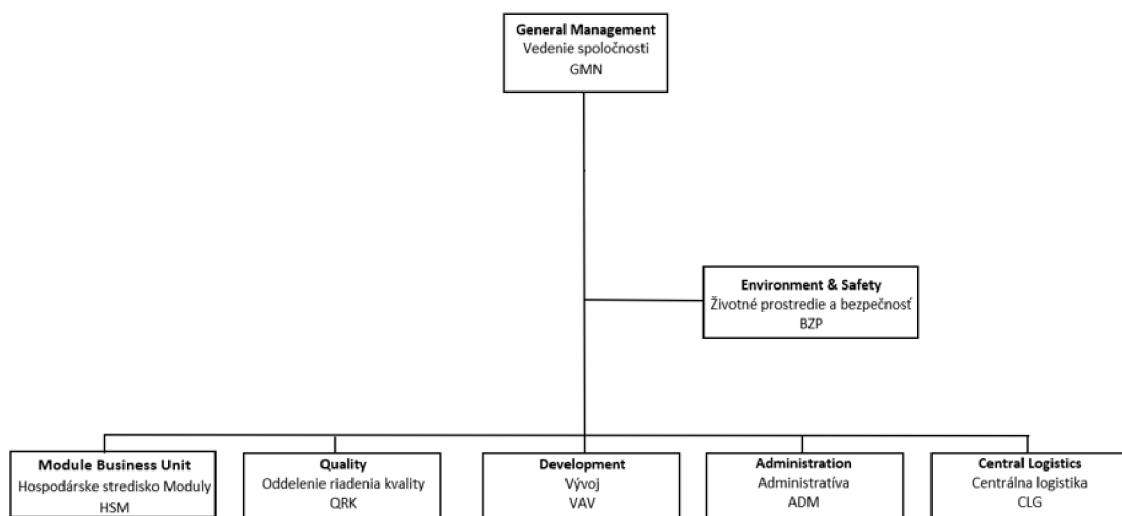 General Management
Vedenie spoločnosti
GMN
Environment & Safety
Životné prostredie a bezpečnosť
BZP
Module Business Unit
Hospodárske stredisko Moduly
HSM
Quality
Oddelenie riadenia kvality
QRK
Development
Vývoj
VAV
Administration
Administratíva
ADM
Central Logistics
Centrálna logistika
CLG